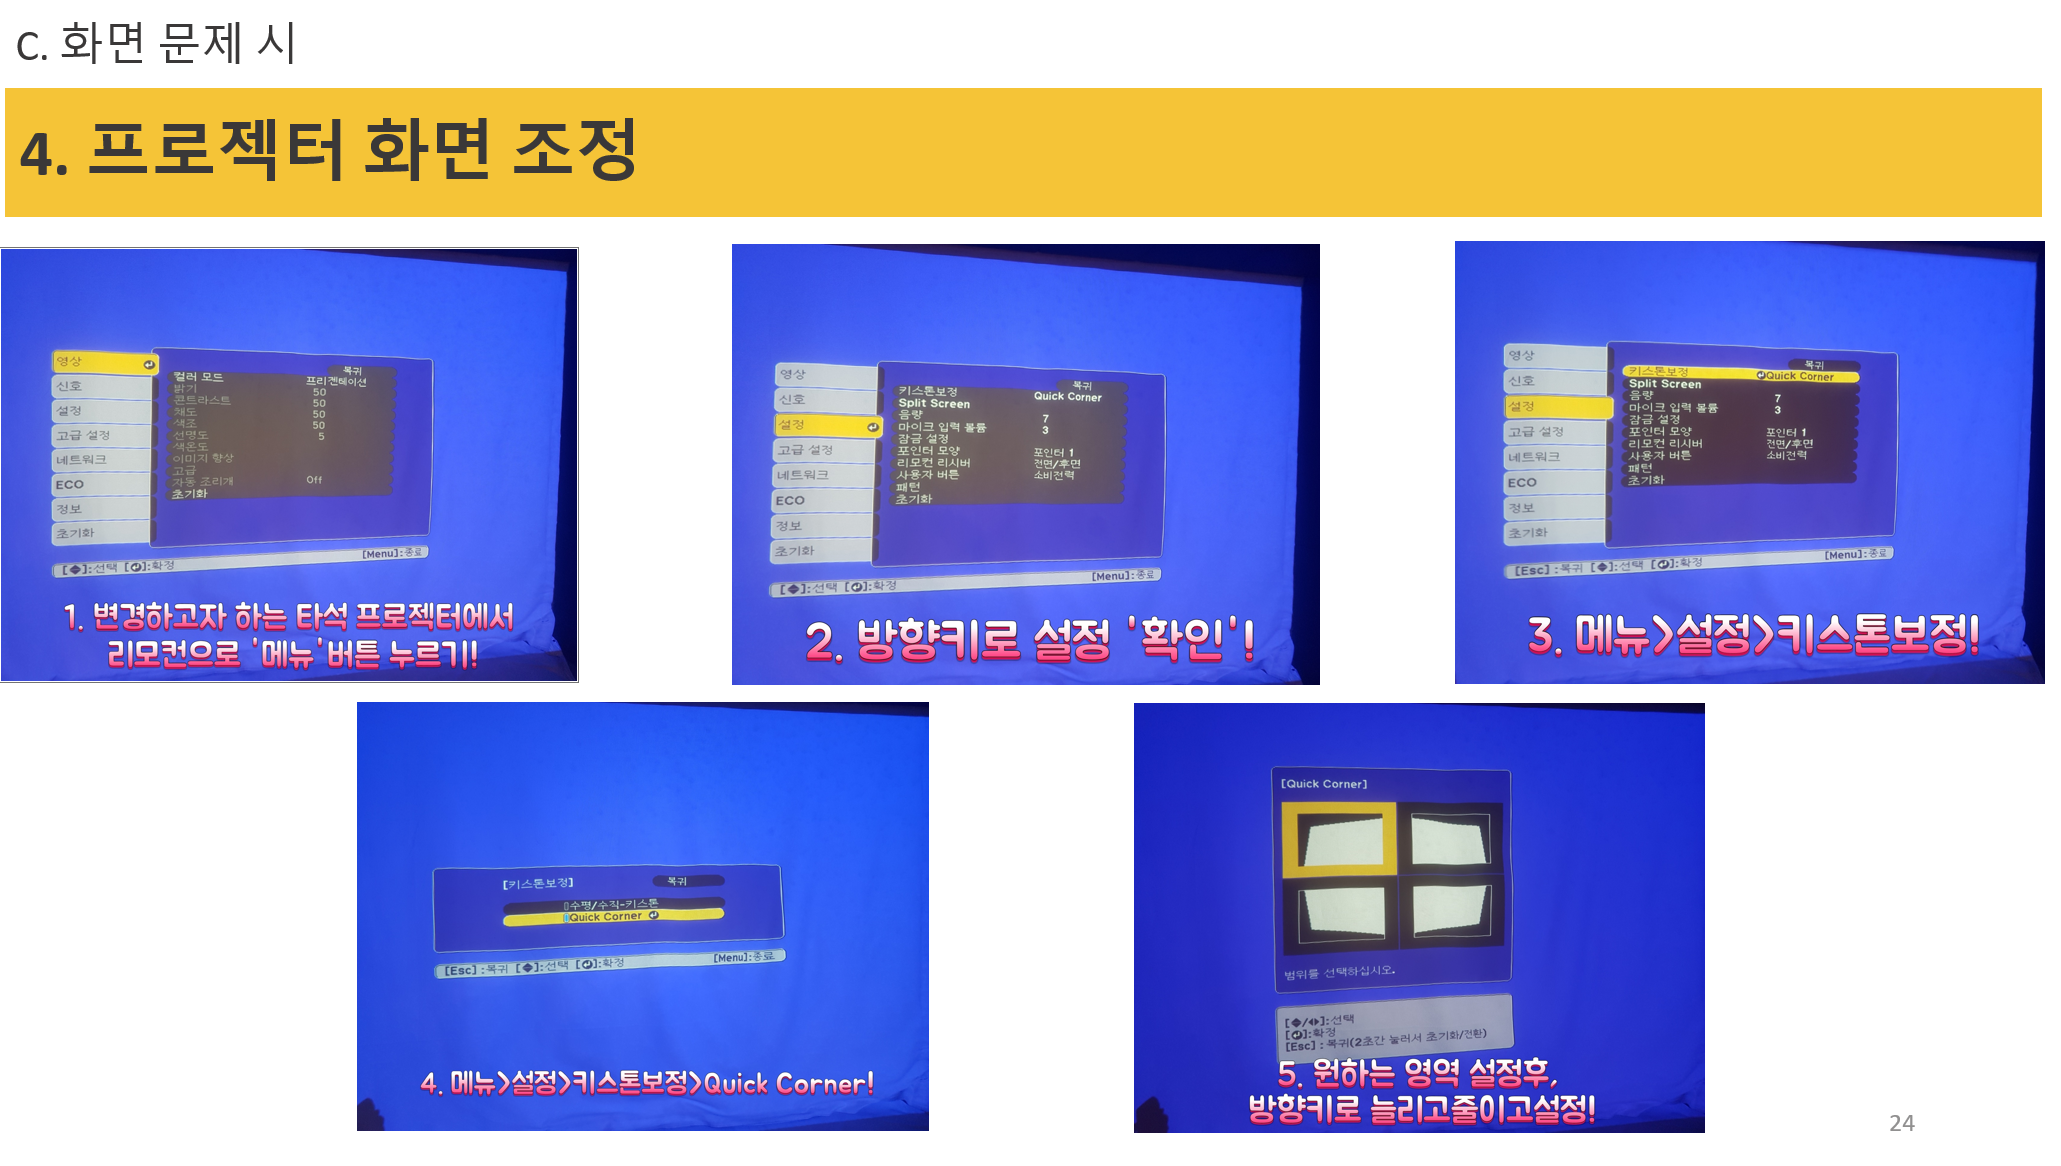 C. 화면 문제 시
4. 프로젝터 화면 조정
영상
신호
설정
고급 설정
네트워크
ECO
정보
초기화
복귀
컬러 모드 프리젠테이션
밝기 50
콘트라스트 50
채도 50
색조 50
선명도 5
색온도
이미지 향상
고급
자동 조리개 Off
초기화
[◆]:선택 [↵]:확정 [Menu]:종료
1. 변경하고자 하는 타석 프로젝터에서
리모컨으로 '메뉴'버튼 누르기!
영상
신호
설정
고급 설정
네트워크
ECO
정보
초기화
복귀
키스톤보정 Quick Corner
Split Screen
음량 7
마이크 입력 볼륨 3
잠금 설정
포인터 모양 포인터 1
리모컨 리시버 전면/후면
사용자 버튼 소비전력
패턴
초기화
[◆]:선택 [↵]:확정 [Menu]:종료
2. 방향키로 설정 '확인'!
영상
신호
설정
고급 설정
네트워크
ECO
정보
초기화
복귀
키스톤보정 Quick Corner
Split Screen
음량 7
마이크 입력 볼륨 3
잠금 설정
포인터 모양 포인터 1
리모컨 리시버 전면/후면
사용자 버튼 소비전력
패턴
초기화
[Esc] :복귀 [◆]:선택 [↵]:확정 [Menu]:종료
3. 메뉴>설정>키스톤보정!
[키스톤보정] 복귀
수평/수직-키스톤
Quick Corner
[Esc] :복귀 [◆]:선택 [↵]:확정 [Menu]:종료
4. 메뉴>설정>키스톤보정>Quick Corner!
[Quick Corner]
범위를 선택하십시오.
[◆/◀▶]:선택
[↵]:확정
[Esc] : 복귀(2초간 눌러서 초기화/전환)
5. 원하는 영역 설정후,
방향키로 늘리고줄이고설정!
24